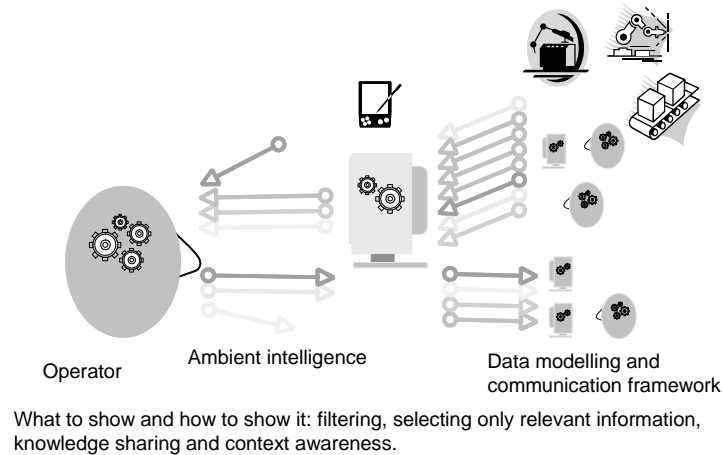 Operator
Ambient intelligence
Data modelling and
communication framework
What to show and how to show it: filtering, selecting only relevant information,
knowledge sharing and context awareness.